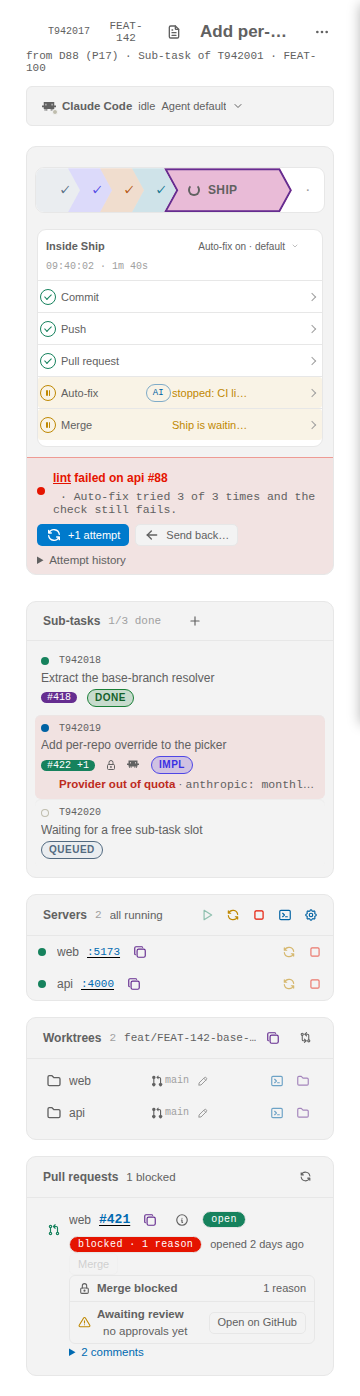 T942017 FEAT-142 Add per-... ...
from D88 (P17) · Sub-task of T942001 · FEAT-100
Claude Code idle Agent default
SHIP ·
Inside Ship Auto-fix on · default
09:40:02 · 1m 40s
Commit
Push
Pull request
Auto-fix AI stopped: CI li...
Merge Ship is waitin...
lint failed on api #88
· Auto-fix tried 3 of 3 times and the
check still fails.
+1 attempt Send back...
Attempt history
Sub-tasks 1/3 done
T942018
Extract the base-branch resolver
#418 DONE
T942019
Add per-repo override to the picker
#422 +1 IMPL
Provider out of quota · anthropic: monthl...
T942020
Waiting for a free sub-task slot
QUEUED
Servers 2 all running
web :5173
api :4000
Worktrees 2 feat/FEAT-142-base-...
web main
api main
Pull requests 1 blocked
web #421 open
blocked · 1 reason opened 2 days ago
Merge
Merge blocked 1 reason
Awaiting review
no approvals yet Open on GitHub
2 comments